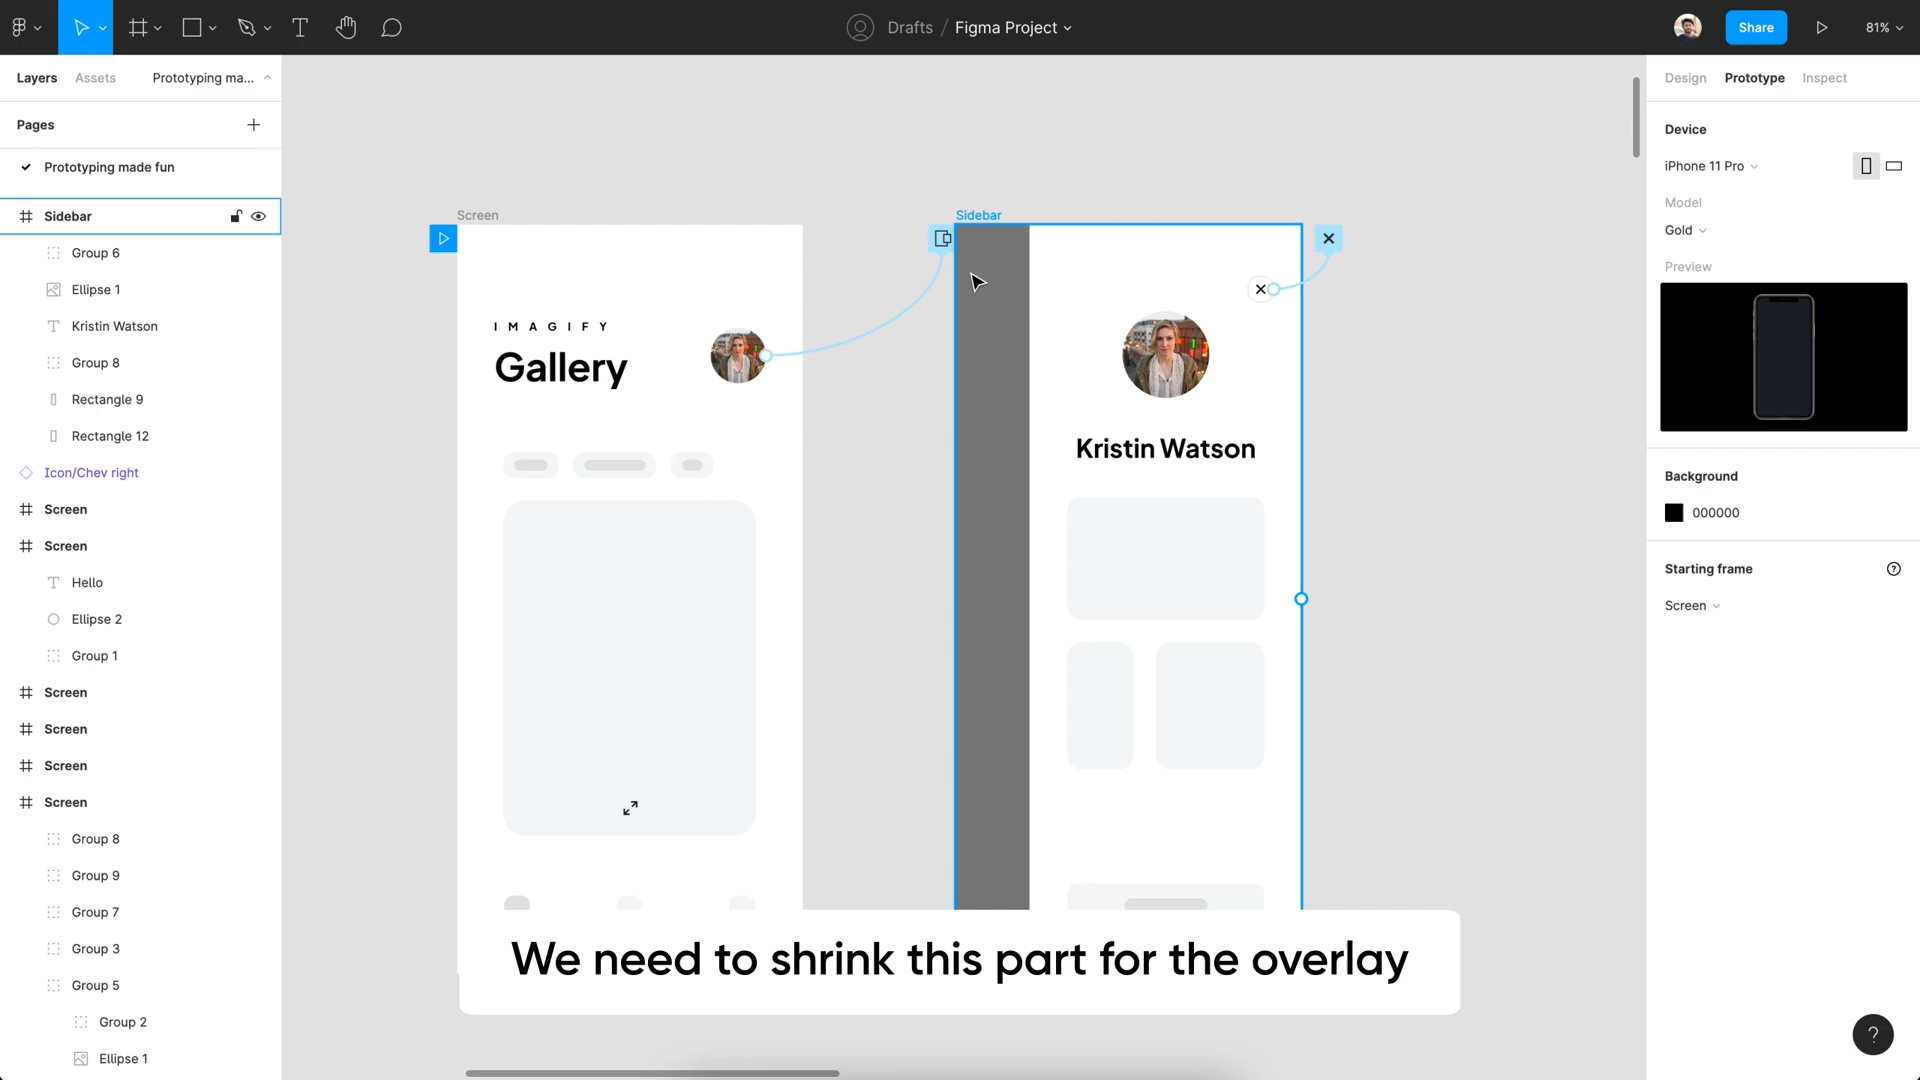 Drafts / Figma Project
Share
81%
Layers
Assets
Prototyping ma...
Pages
Prototyping made fun
Sidebar
Group 6
Ellipse 1
Kristin Watson
Group 8
Rectangle 9
Rectangle 12
Icon/Chev right
Screen
Screen
Hello
Ellipse 2
Group 1
Screen
Screen
Screen
Screen
Group 8
Group 9
Group 7
Group 3
Group 5
Group 2
Ellipse 1
Screen
IMAGIFY
Gallery
Sidebar
Kristin Watson
We need to shrink this part for the overlay
Design
Prototype
Inspect
Device
iPhone 11 Pro
Model
Gold
Preview
Background
000000
Starting frame
?
Screen
?